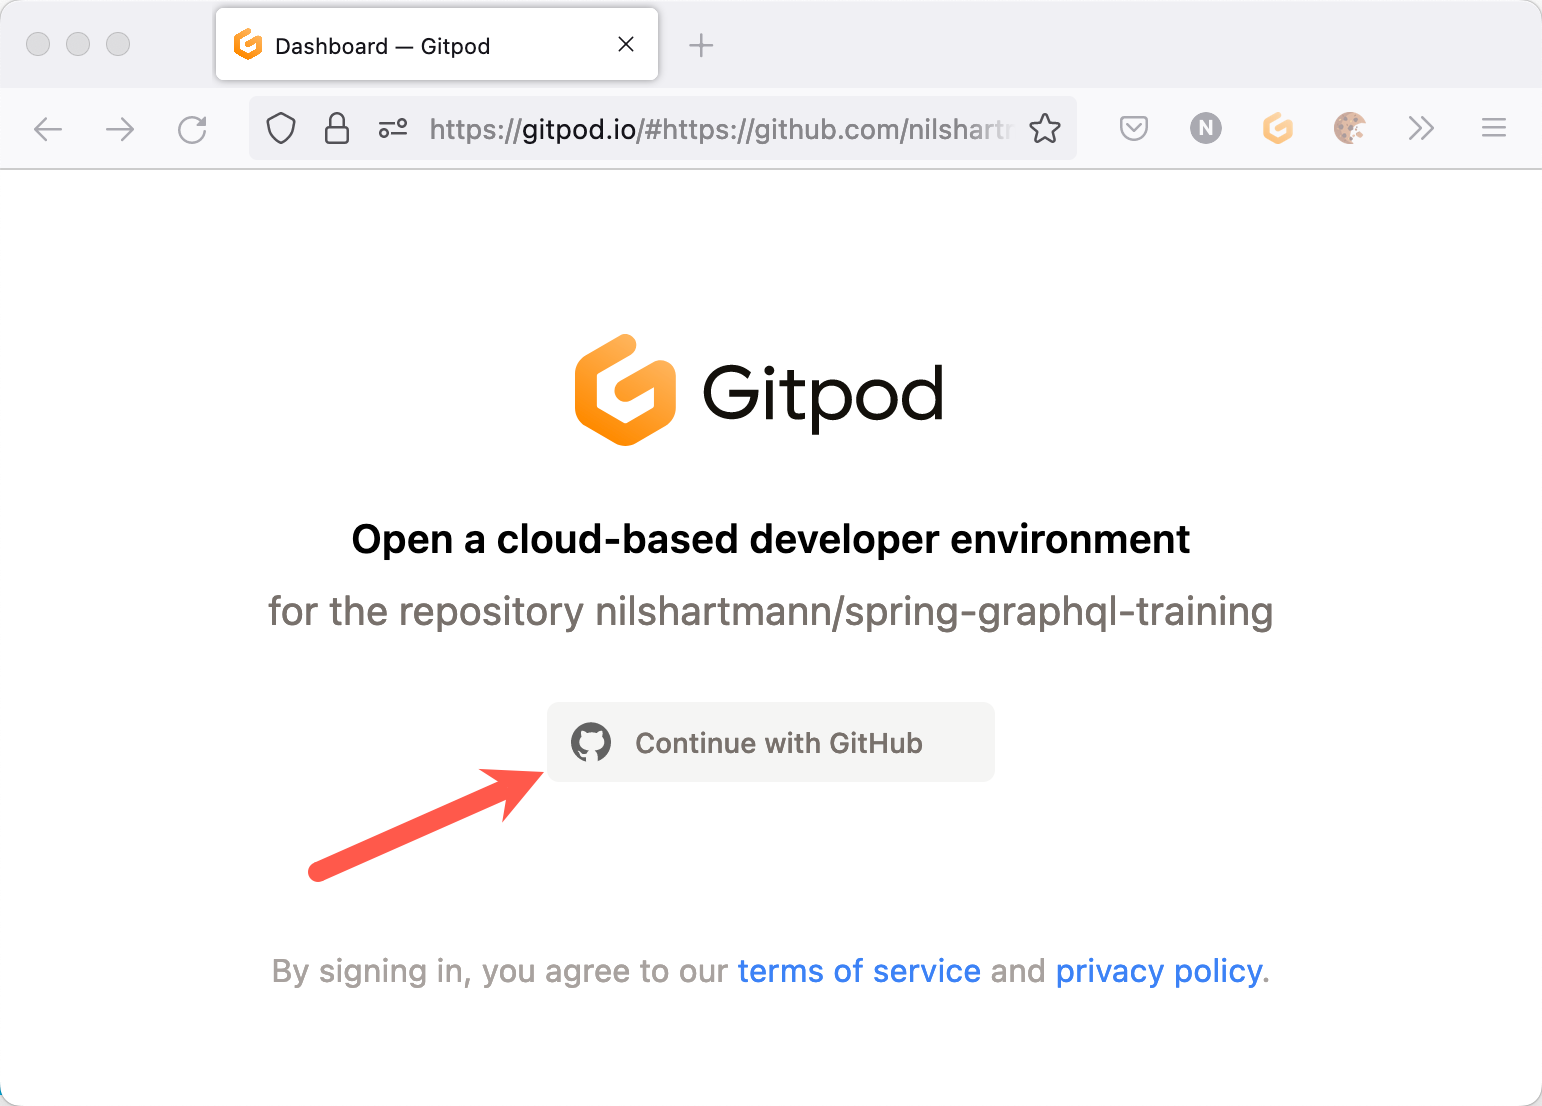 Dashboard — Gitpod
https://gitpod.io/#https://github.com/nilshart
N
Gitpod
Open a cloud-based developer environment
for the repository nilshartmann/spring-graphql-training
Continue with GitHub
By signing in, you agree to our terms of service and privacy policy.